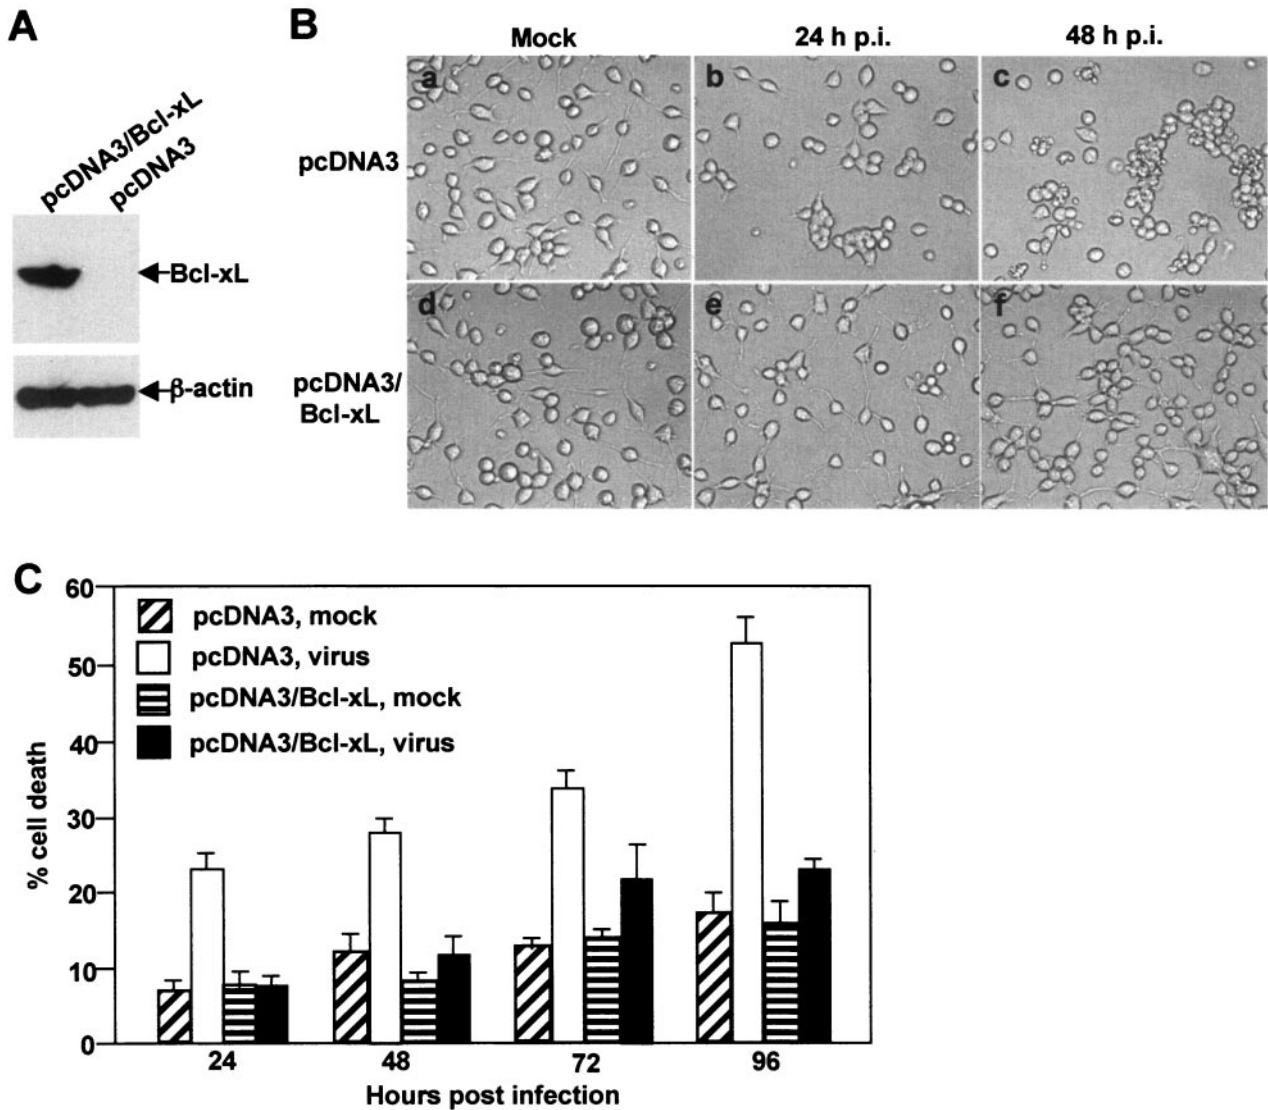 A
pcDNA3/Bcl-xL
pcDNA3
Bcl-xL
β-actin
B
Mock
24 h p.i.
48 h p.i.
pcDNA3
a
b
c
pcDNA3/
Bcl-xL
d
e
f
C
60
50
40
30
20
10
0
% cell death
pcDNA3, mock
pcDNA3, virus
pcDNA3/Bcl-xL, mock
pcDNA3/Bcl-xL, virus
24
48
72
96
Hours post infection